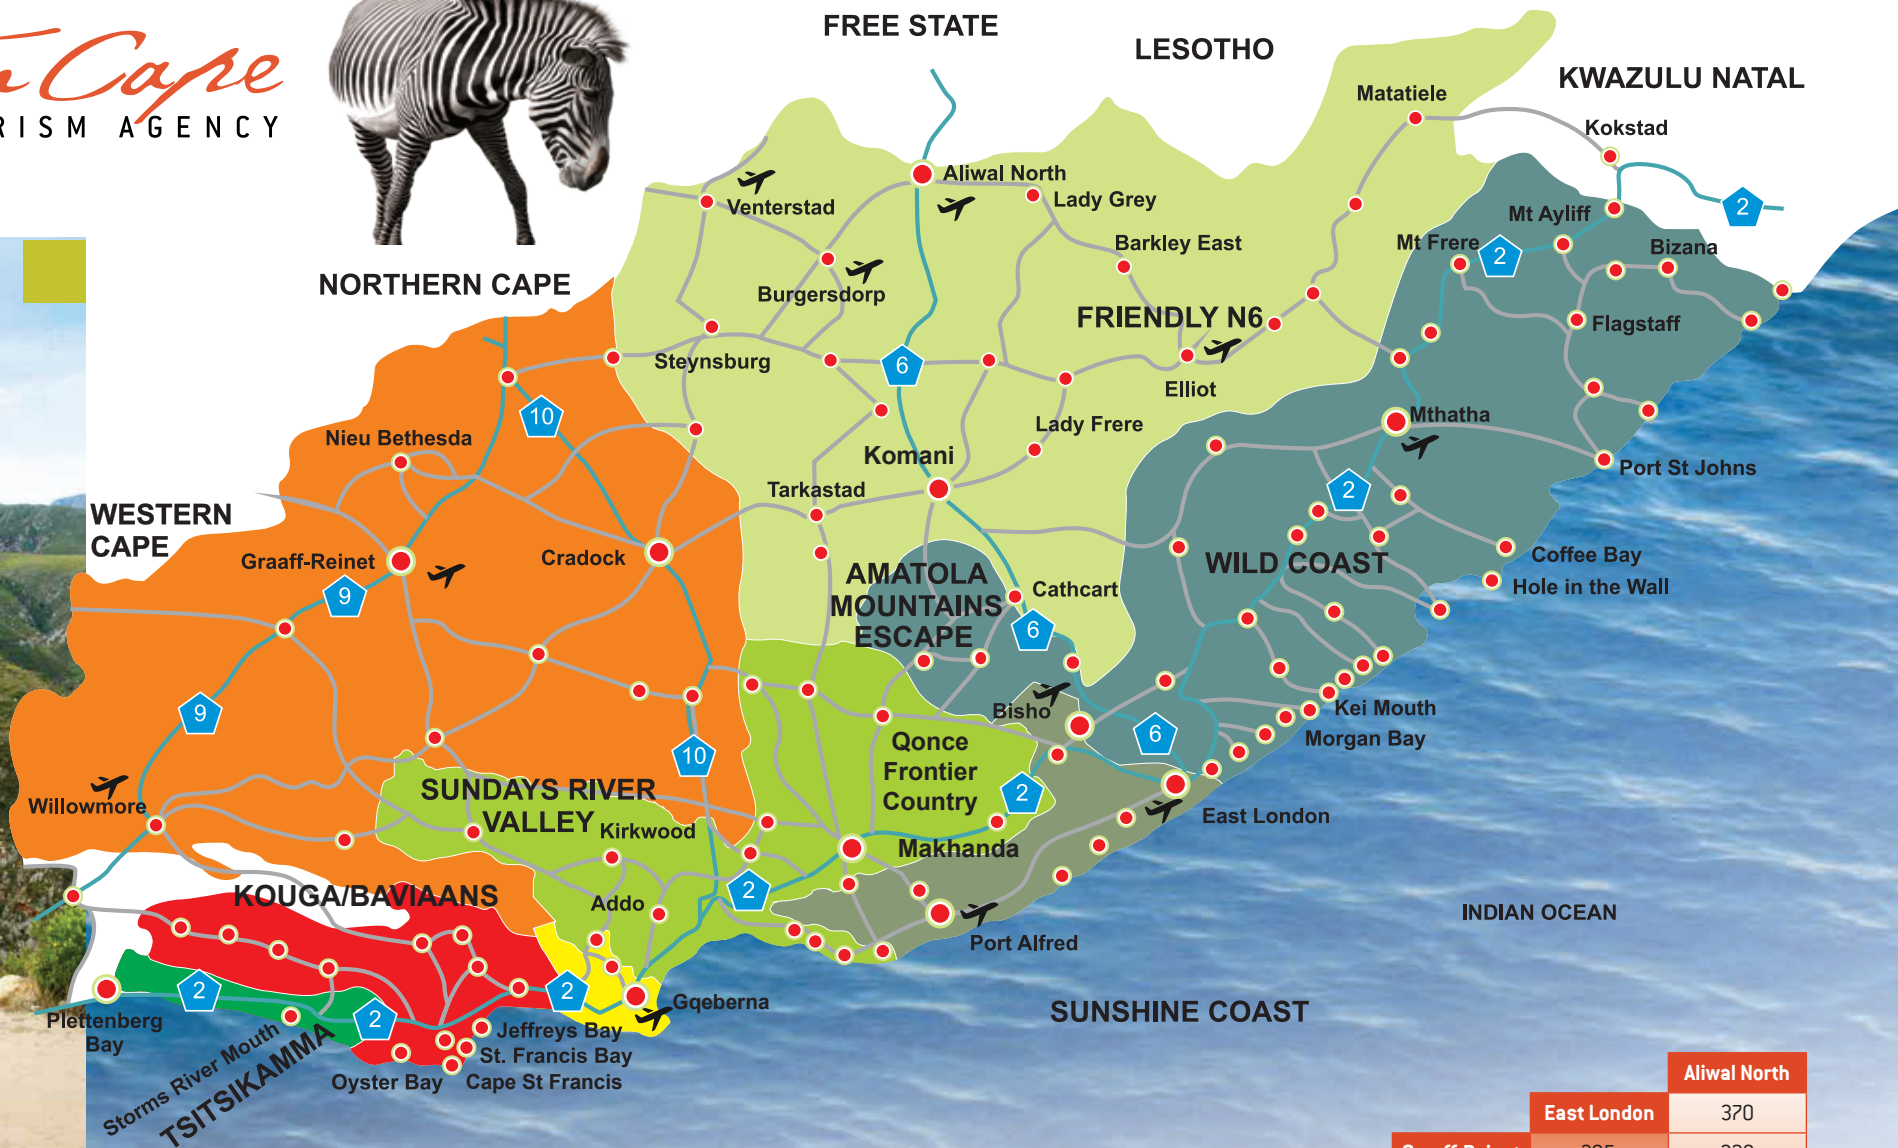 Cape
RISM AGENCY
FREE STATE
LESOTHO
KWAZULU NATAL
Matatiele
Kokstad
Aliwal North
Lady Grey
Venterstad
Mt Ayliff
2
Mt Frere
2
Bizana
Barkley East
NORTHERN CAPE
Burgersdorp
FRIENDLY N6
Flagstaff
Steynsburg
6
Elliot
10
Mthatha
Lady Frere
Nieu Bethesda
Komani
Port St Johns
Tarkastad
2
WESTERN
CAPE
Graaff-Reinet
Cradock
Coffee Bay
WILD COAST
AMATOLA
MOUNTAINS
ESCAPE
Cathcart
Hole in the Wall
9
6
9
Bisho
Kei Mouth
Morgan Bay
6
Qonce
Frontier
Country
10
2
SUNDAYS RIVER
VALLEY
Willowmore
East London
Kirkwood
Makhanda
2
KOUGA/BAVIAANS
Addo
INDIAN OCEAN
Port Alfred
2
2
Gqeberna
SUNSHINE COAST
Plettenberg
Bay
2
Storms River Mouth
TSITSIKAMMA
Jeffreys Bay
St. Francis Bay
Oyster Bay
Cape St Francis
Aliwal North
East London
370